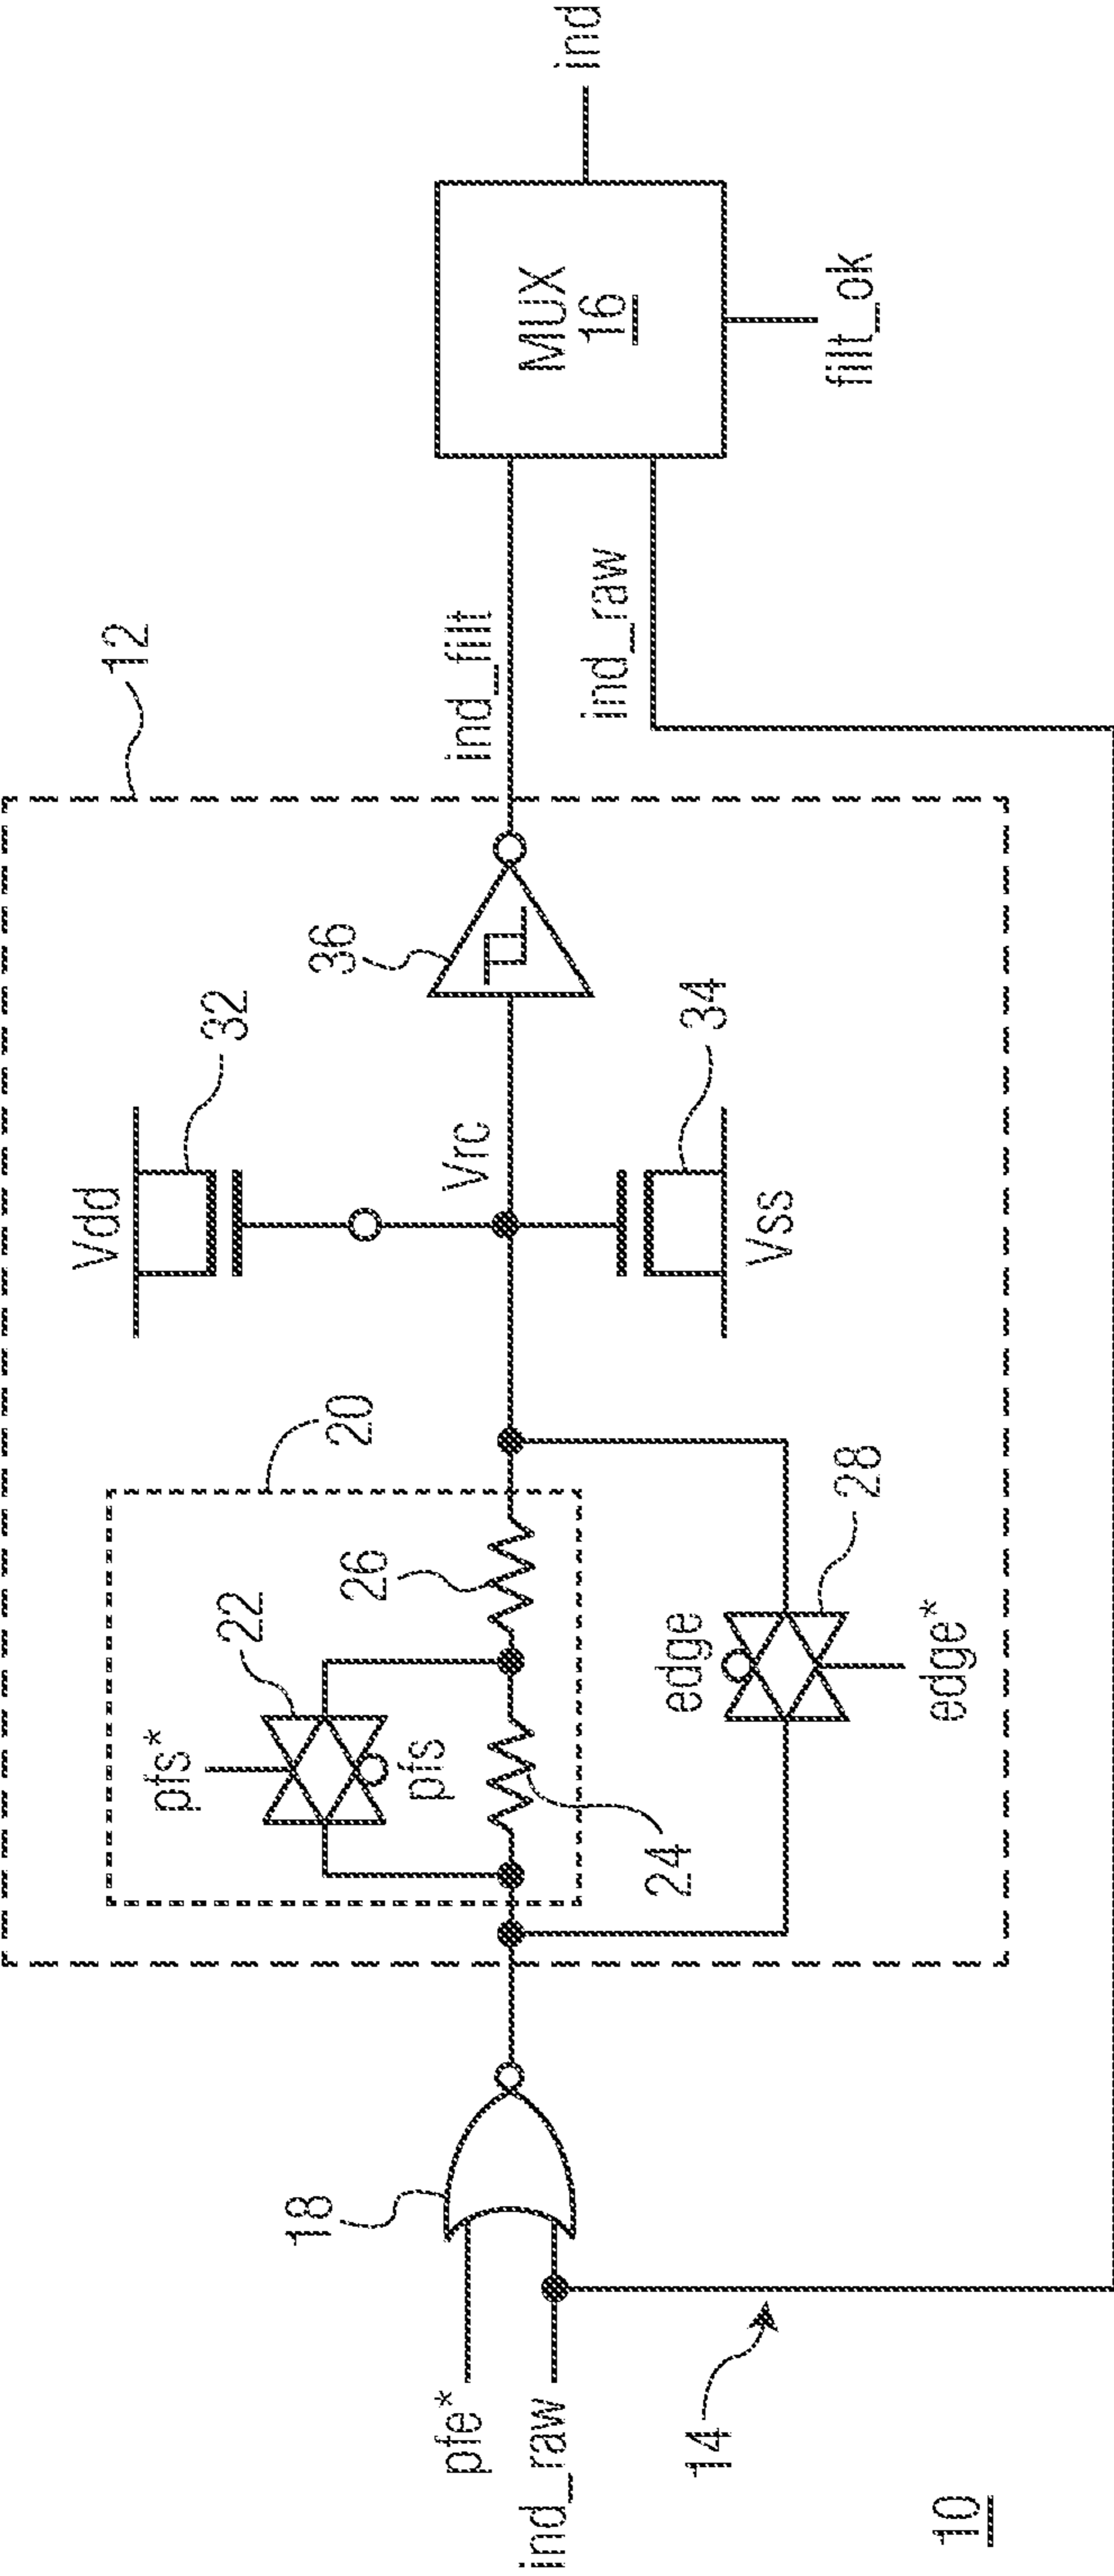 12
Vdd
32
20
22
pfs*
pfs
26
24
Vrc
36
ind_filt
MUX
16
ind
ind_raw
filt_ok
18
pfe*
ind_raw
edge
28
edge*
34
Vss
14
10